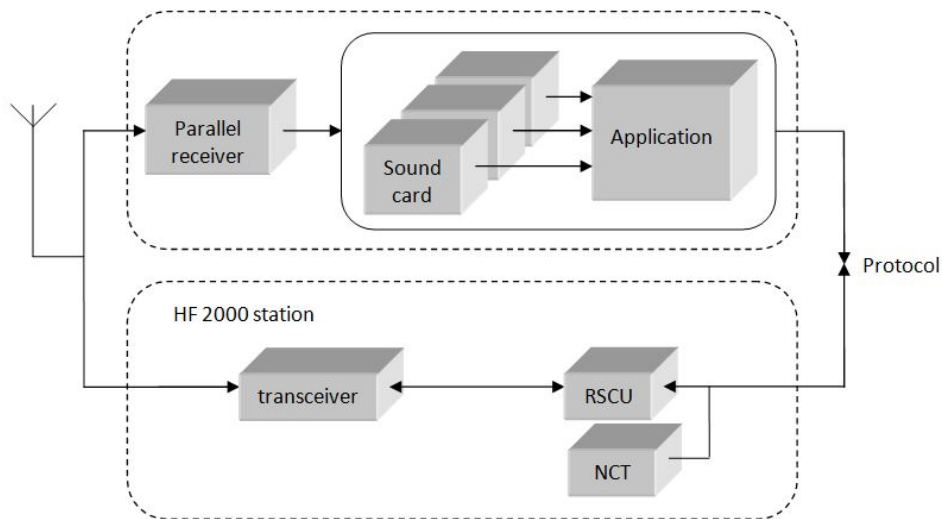 Parallel
receiver
Sound
card
Application
Protocol
HF 2000 station
transceiver
RSCU
NCT